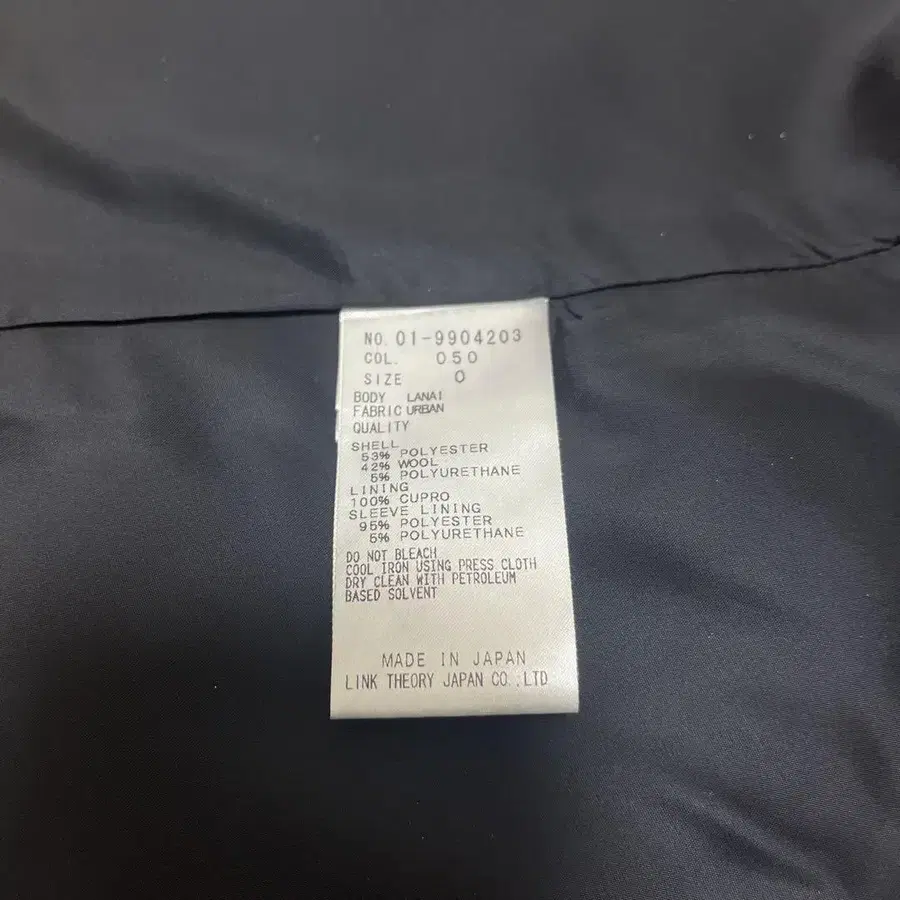 NO. 01-9904203
COL. 050
SIZE 0
BODY LANAI
FABRIC URBAN
QUALITY
SHELL
53% POLYESTER
42% WOOL
5% POLYURETHANE
LINING
100% CUPRO
SLEEVE LINING
95% POLYESTER
5% POLYURETHANE
DO NOT BLEACH
COOL IRON USING PRESS CLOTH
DRY CLEAN WITH PETROLEUM
BASED SOLVENT
MADE IN JAPAN
LINK THEORY JAPAN CO.,LTD